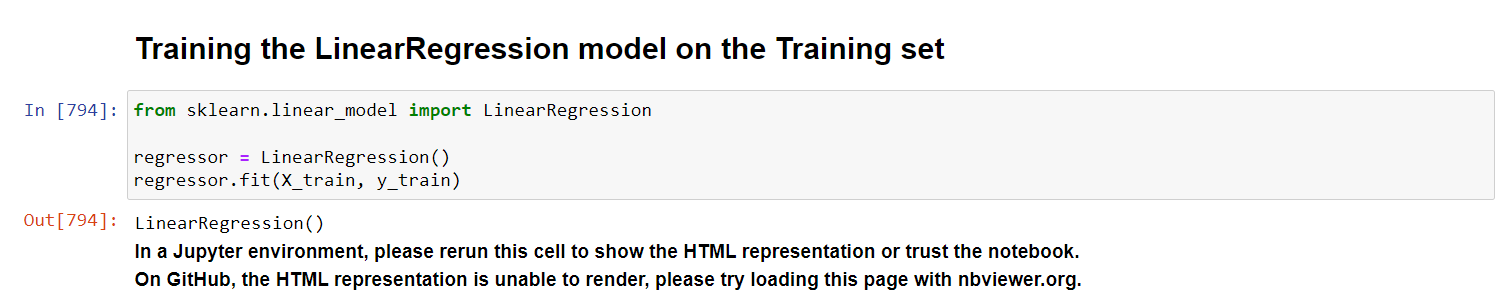 Training the LinearRegression model on the Training set
In [794]: from sklearn.linear_model import LinearRegression
regressor = LinearRegression()
regressor.fit(X_train, y_train)
Out[794]: LinearRegression()
In a Jupyter environment, please rerun this cell to show the HTML representation or trust the notebook.
On GitHub, the HTML representation is unable to render, please try loading this page with nbviewer.org.